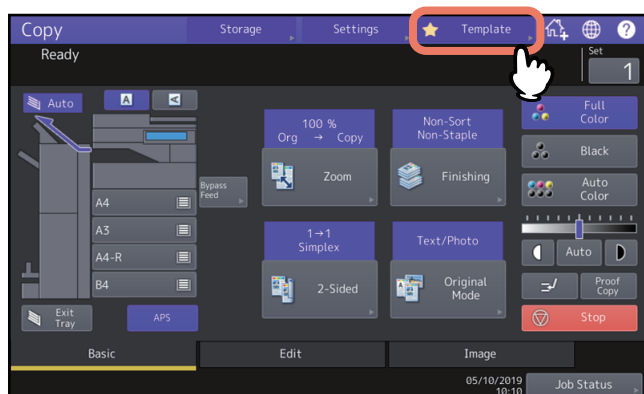 Copy
Storage
Settings
Template
?
Ready
Set
1
Auto
A
A
100 %
Org → Copy
Non-Sort
Non-Staple
Full
Color
Zoom
Finishing
Black
Bypass
Feed
Auto
Color
A4
A3
1→1
Simplex
Text/Photo
A4-R
Auto
B4
2-Sided
Original
Mode
Proof
Copy
Exit
Tray
APS
Stop
Basic
Edit
Image
05/10/2019
10:10
Job Status